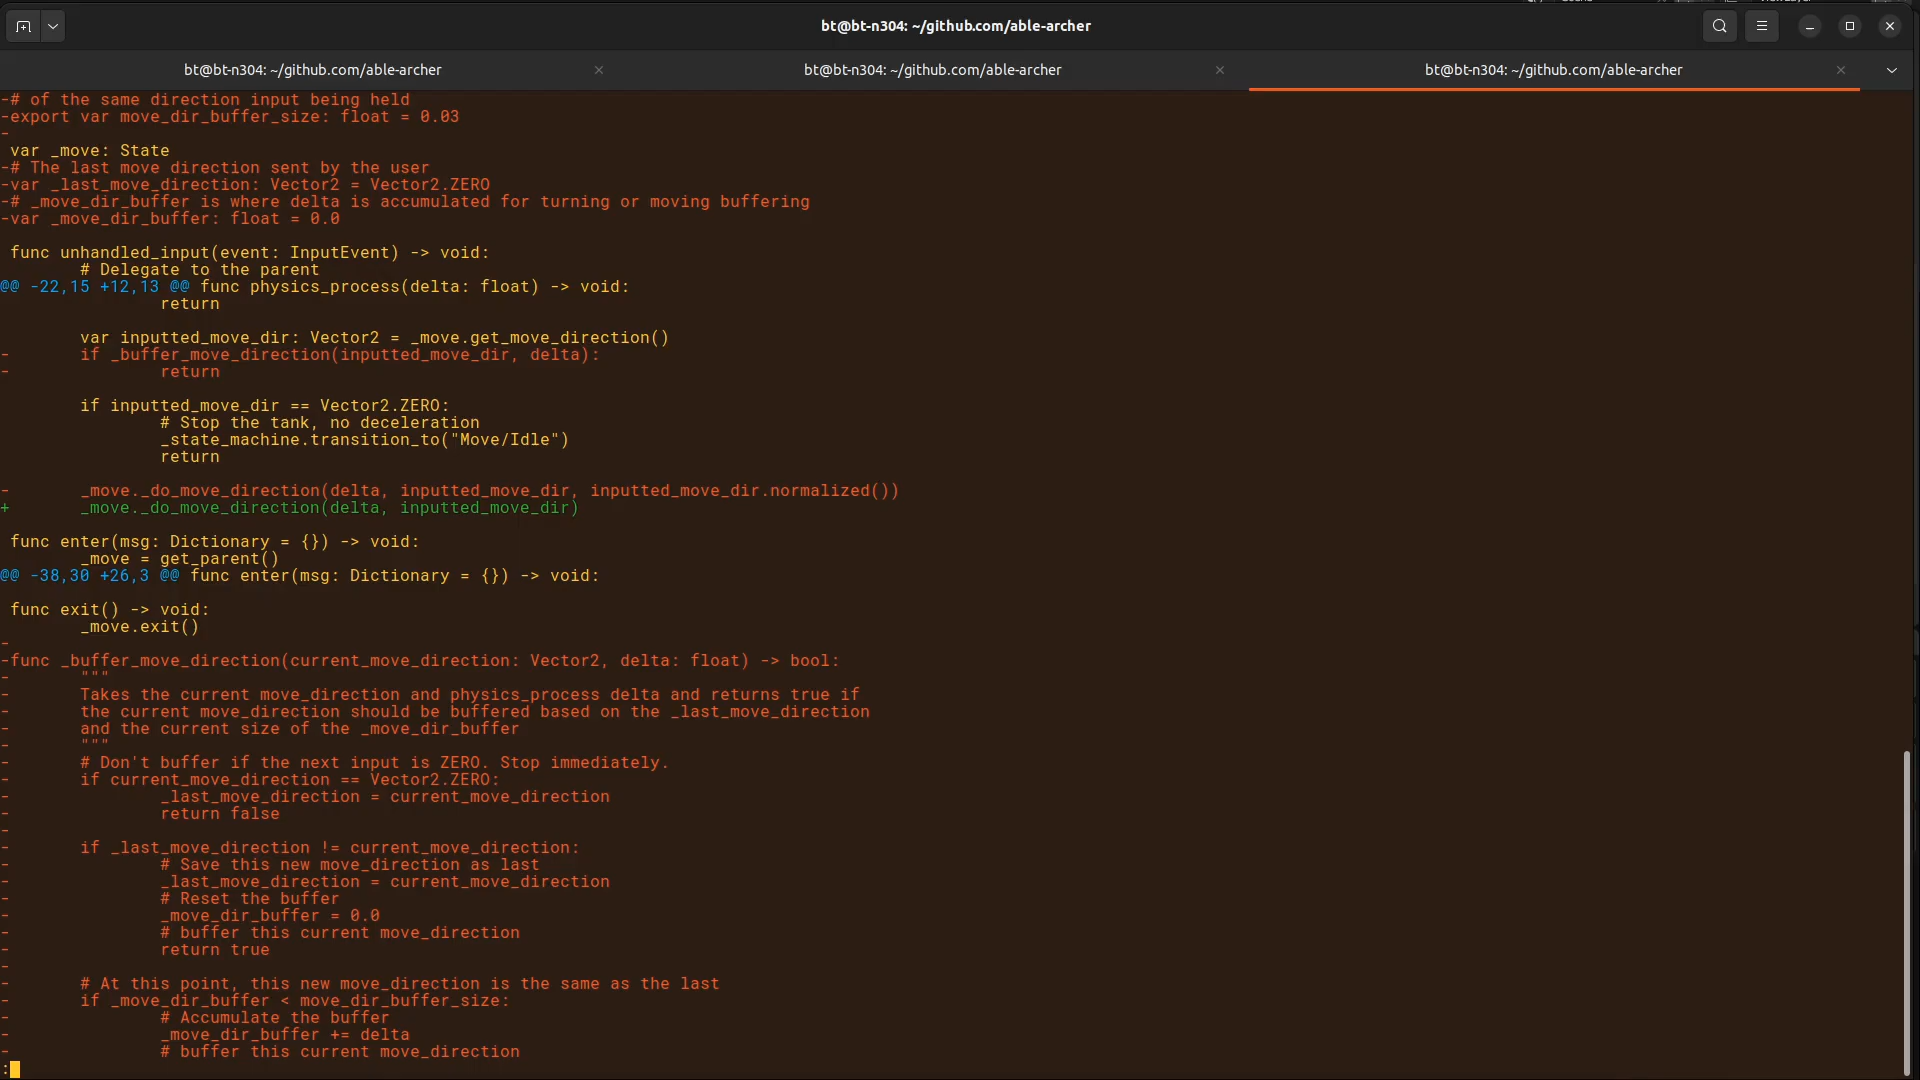 bt@bt-n304: ~/github.com/able-archer
bt@bt-n304: ~/github.com/able-archer
bt@bt-n304: ~/github.com/able-archer
bt@bt-n304: ~/github.com/able-archer
-# of the same direction input being held
-export var move_dir_buffer_size: float = 0.03
-
 var _move: State
-# The last move direction sent by the user
-var _last_move_direction: Vector2 = Vector2.ZERO
-# _move_dir_buffer is where delta is accumulated for turning or moving buffering
-var _move_dir_buffer: float = 0.0
 func unhandled_input(event: InputEvent) -> void:
        # Delegate to the parent
@@ -22,15 +12,13 @@ func physics_process(delta: float) -> void:
                return
        var inputted_move_dir: Vector2 = _move.get_move_direction()
-       if _buffer_move_direction(inputted_move_dir, delta):
-               return
        if inputted_move_dir == Vector2.ZERO:
                # Stop the tank, no deceleration
                _state_machine.transition_to("Move/Idle")
                return
-       _move._do_move_direction(delta, inputted_move_dir, inputted_move_dir.normalized())
+       _move._do_move_direction(delta, inputted_move_dir)
 func enter(msg: Dictionary = {}) -> void:
        _move = get_parent()
@@ -38,30 +26,3 @@ func enter(msg: Dictionary = {}) -> void:
 func exit() -> void:
        _move.exit()
-
-func _buffer_move_direction(current_move_direction: Vector2, delta: float) -> bool:
-       """
-       Takes the current move_direction and physics_process delta and returns true if
-       the current move_direction should be buffered based on the _last_move_direction
-       and the current size of the _move_dir_buffer
-       """
-       # Don't buffer if the next input is ZERO. Stop immediately.
-       if current_move_direction == Vector2.ZERO:
-               _last_move_direction = current_move_direction
-               return false
-
-       if _last_move_direction != current_move_direction:
-               # Save this new move_direction as last
-               _last_move_direction = current_move_direction
-               # Reset the buffer
-               _move_dir_buffer = 0.0
-               # buffer this current move_direction
-               return true
-
-       # At this point, this new move_direction is the same as the last
-       if _move_dir_buffer < move_dir_buffer_size:
-               # Accumulate the buffer
-               _move_dir_buffer += delta
-               # buffer this current move_direction
: